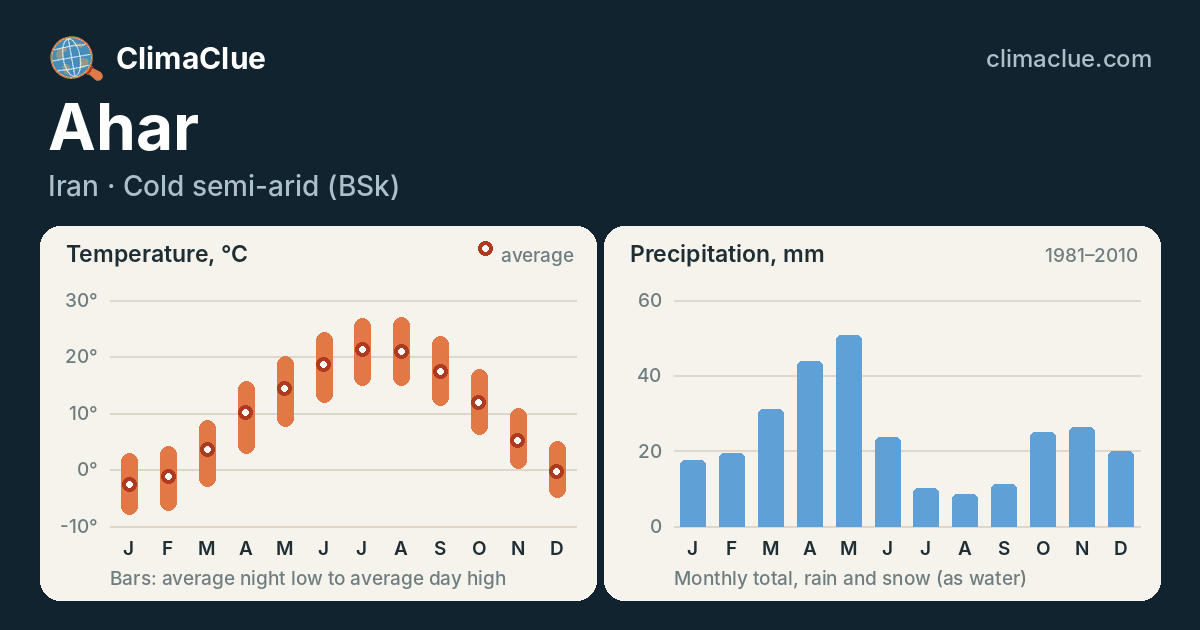 ClimaClue
climaclue.com
Ahar
Iran · Cold semi-arid (BSk)
Temperature, °C
average
30°
20°
10°
0°
-10°
J F M A M J J A S O N D
Bars: average night low to average day high
Precipitation, mm
1981–2010
60
40
20
0
J F M A M J J A S O N D
Monthly total, rain and snow (as water)